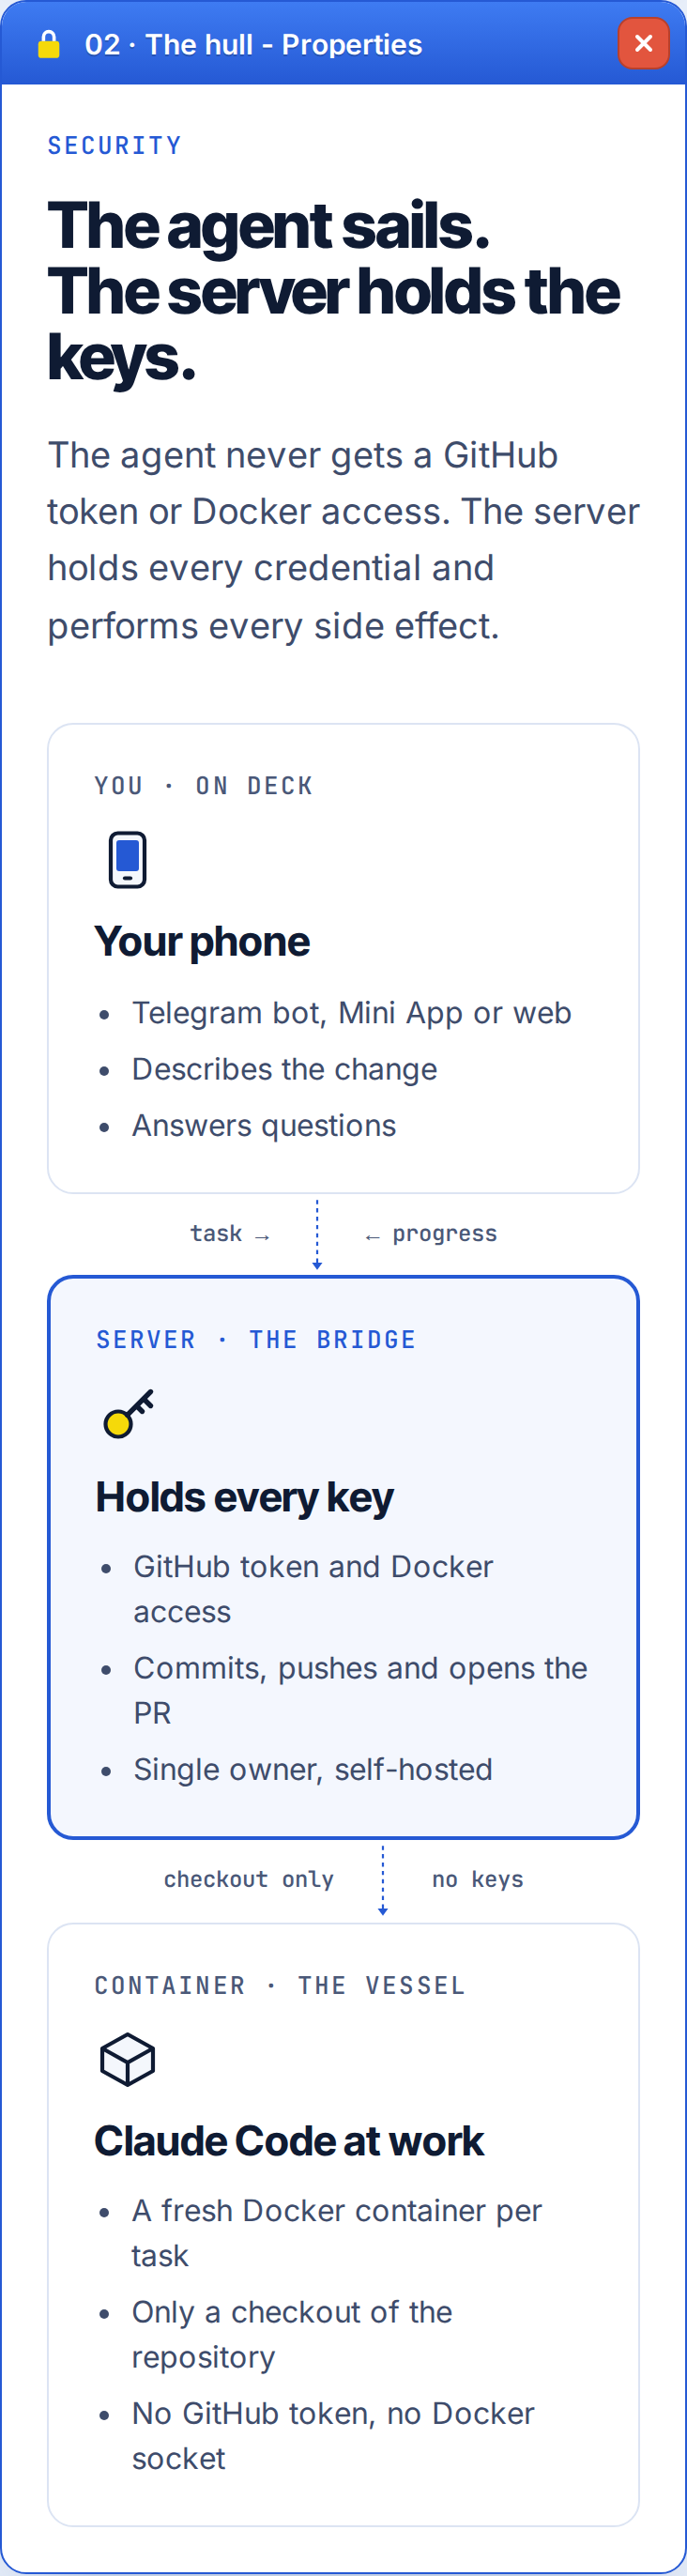 02 · The hull - Properties
SECURITY
The agent sails.
The server holds the
keys.
The agent never gets a GitHub
token or Docker access. The server
holds every credential and
performs every side effect.
YOU · ON DECK
Your phone
• Telegram bot, Mini App or web
• Describes the change
• Answers questions
task → ← progress
SERVER · THE BRIDGE
Holds every key
• GitHub token and Docker
access
• Commits, pushes and opens the
PR
• Single owner, self-hosted
checkout only no keys
CONTAINER · THE VESSEL
Claude Code at work
• A fresh Docker container per
task
• Only a checkout of the
repository
• No GitHub token, no Docker
socket